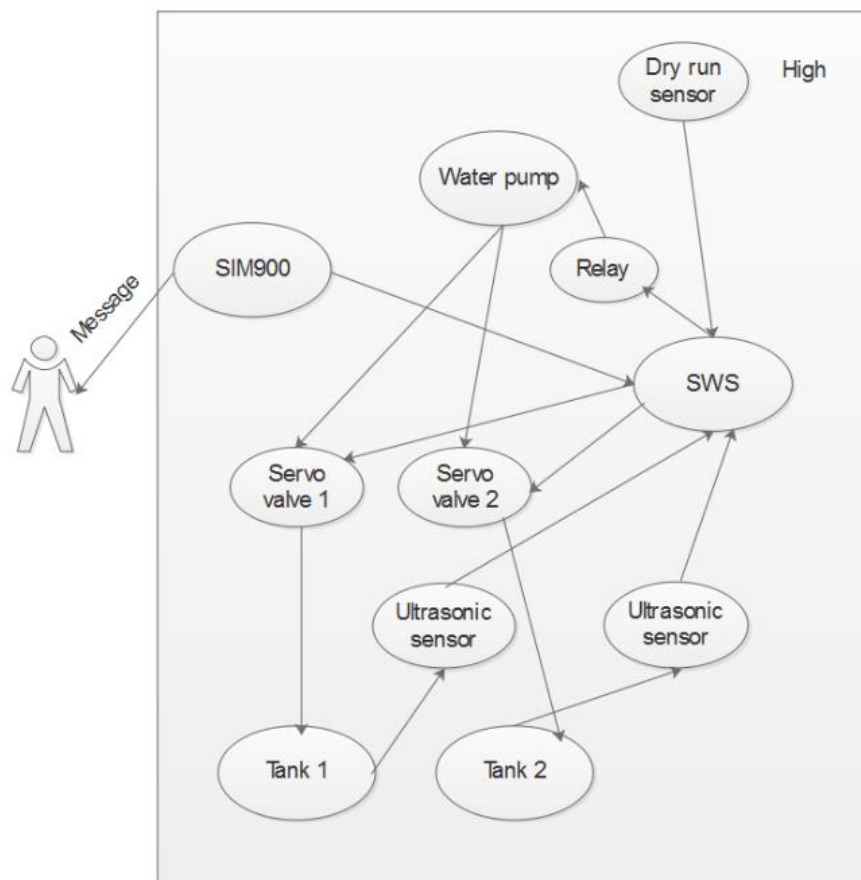 Dry run
sensor
High
Water pump
SIM900
Relay
Message
SWS
Servo
valve 1
Servo
valve 2
Ultrasonic
sensor
Ultrasonic
sensor
Tank 1
Tank 2